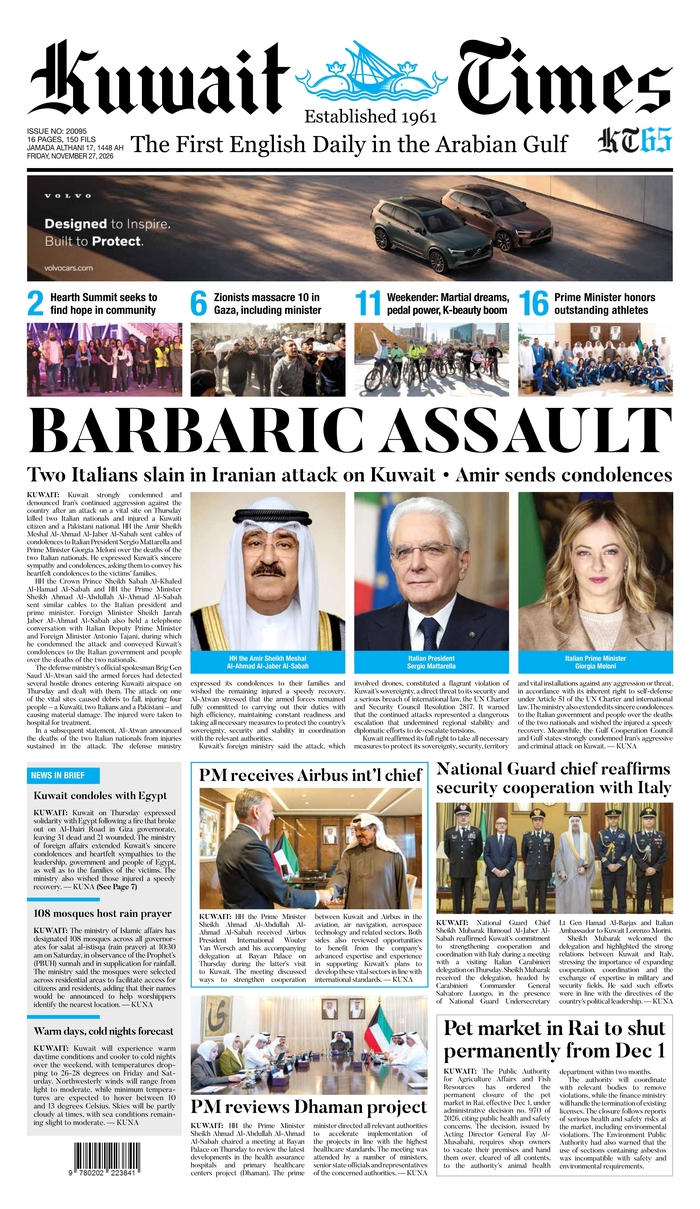 Kuwait Times
Established 1961
ISSUE NO: 20095
16 PAGES, 150 FILS
JAMADA ALTHANI 17, 1448 AH
FRIDAY, NOVEMBER 27, 2026
The First English Daily in the Arabian Gulf
KT65
VOLVO
Designed to Inspire.
Built to Protect.
volvocars.com
2 Hearth Summit seeks to
find hope in community
6 Zionists massacre 10 in
Gaza, including minister
11 Weekender: Martial dreams,
pedal power, K-beauty boom
16 Prime Minister honors
outstanding athletes
BARBARIC ASSAULT
Two Italians slain in Iranian attack on Kuwait • Amir sends condolences
KUWAIT: Kuwait strongly condemned and
denounced Iran's continued aggression against the
country after an attack on a vital site on Thursday
killed two Italian nationals and injured a Kuwaiti
citizen and a Pakistani national. HH the Amir Sheikh
Meshal Al-Ahmad Al-Jaber Al-Sabah sent cables of
condolences to Italian President Sergio Mattarella and
Prime Minister Giorgia Meloni over the deaths of the
two Italian nationals. He expressed Kuwait's sincere
sympathy and condolences, asking them to convey his
heartfelt condolences to the victims' families.
HH the Crown Prince Sheikh Sabah Al-Khaled
Al-Hamad Al-Sabah and HH the Prime Minister
Sheikh Ahmad Al-Abdullah Al-Ahmad Al-Sabah
sent similar cables to the Italian president and
prime minister. Foreign Minister Sheikh Jarrah
Jaber Al-Ahmad Al-Sabah also held a telephone
conversation with Italian Deputy Prime Minister
and Foreign Minister Antonio Tajani, during which
he condemned the attack and conveyed Kuwait's
condolences to the Italian government and people
over the deaths of the two nationals.
The defense ministry's official spokesman Brig Gen
Saud Al-Atwan said the armed forces had detected
several hostile drones entering Kuwaiti airspace on
Thursday and dealt with them. The attack on one
of the vital sites caused debris to fall, injuring four
people – a Kuwaiti, two Italians and a Pakistani – and
causing material damage. The injured were taken to
hospital for treatment.
In a subsequent statement, Al-Atwan announced
the deaths of the two Italian nationals from injuries
sustained in the attack. The defense ministry
HH the Amir Sheikh Meshal
Al-Ahmad Al-Jaber Al-Sabah
Italian President
Sergio Mattarella
Italian Prime Minister
Giorgia Meloni
expressed its condolences to their families and
wished the remaining injured a speedy recovery.
Al-Atwan stressed that the armed forces remained
fully committed to carrying out their duties with
high efficiency, maintaining constant readiness and
taking all necessary measures to protect the country's
sovereignty, security and stability in coordination
with the relevant authorities.
Kuwait's foreign ministry said the attack, which
involved drones, constituted a flagrant violation of
Kuwait's sovereignty, a direct threat to its security and
a serious breach of international law, the UN Charter
and Security Council Resolution 2817. It warned
that the continued attacks represented a dangerous
escalation that undermined regional stability and
diplomatic efforts to de-escalate tensions.
Kuwait reaffirmed its full right to take all necessary
measures to protect its sovereignty, security, territory
and vital installations against any aggression or threat,
in accordance with its inherent right to self-defense
under Article 51 of the UN Charter and international
law. The ministry also extended its sincere condolences
to the Italian government and people over the deaths
of the two nationals and wished the injured a speedy
recovery. Meanwhile, the Gulf Cooperation Council
and Gulf states strongly condemned Iran's aggressive
and criminal attack on Kuwait. — KUNA
NEWS IN BRIEF
Kuwait condoles with Egypt
KUWAIT: Kuwait on Thursday expressed
solidarity with Egypt following a fire that broke
out on Al-Dairi Road in Giza governorate,
leaving 31 dead and 21 wounded. The ministry
of foreign affairs extended Kuwait's sincere
condolences and heartfelt sympathies to the
leadership, government and people of Egypt,
as well as to the families of the victims. The
ministry also wished those injured a speedy
recovery. — KUNA (See Page 7)
108 mosques host rain prayer
KUWAIT: The ministry of Islamic affairs has
designated 108 mosques across all governor-
ates for salat al-istisqa (rain prayer) at 10:30
am on Saturday, in observance of the Prophet's
(PBUH) sunnah and in supplication for rainfall.
The ministry said the mosques were selected
across residential areas to facilitate access for
citizens and residents, adding that their names
would be announced to help worshippers
identify the nearest location. — KUNA
Warm days, cold nights forecast
KUWAIT: Kuwait will experience warm
daytime conditions and cooler to cold nights
over the weekend, with temperatures drop-
ping to 26-28 degrees on Friday and Sat-
urday. Northwesterly winds will range from
light to moderate, while minimum tempera-
tures are expected to hover between 10
and 13 degrees Celsius. Skies will be partly
cloudy at times, with sea conditions remain-
ing slight to moderate. — KUNA
9 780202 223841
PM receives Airbus int'l chief
KUWAIT: HH the Prime Minister
Sheikh Ahmad Al-Abdullah Al-
Ahmad Al-Sabah received Airbus
President International Wouter
Van Wersch and his accompanying
delegation at Bayan Palace on
Thursday during the latter's visit
to Kuwait. The meeting discussed
ways to strengthen cooperation
between Kuwait and Airbus in the
aviation, air navigation, aerospace
technology and related sectors. Both
sides also reviewed opportunities
to benefit from the company's
advanced expertise and experience
in supporting Kuwait's plans to
develop these vital sectors in line with
international standards. — KUNA
PM reviews Dhaman project
KUWAIT: HH the Prime Minister
Sheikh Ahmad Al-Abdullah Al-Ahmad
Al-Sabah chaired a meeting at Bayan
Palace on Thursday to review the latest
developments in the health assurance
hospitals and primary healthcare
centers project (Dhaman). The prime
minister directed all relevant authorities
to accelerate implementation of
the projects in line with the highest
healthcare standards. The meeting was
attended by a number of ministers,
senior state officials and representatives
of the concerned authorities. — KUNA
National Guard chief reaffirms
security cooperation with Italy
KUWAIT: National Guard Chief
Sheikh Mubarak Humoud Al-Jaber Al-
Sabah reaffirmed Kuwait's commitment
to strengthening cooperation and
coordination with Italy during a meeting
with a visiting Italian Carabinieri
delegation on Thursday. Sheikh Mubarak
received the delegation, headed by
Carabinieri Commander General
Salvatore Luongo, in the presence
of National Guard Undersecretary
Lt Gen Hamad Al-Barjas and Italian
Ambassador to Kuwait Lorenzo Morini.
Sheikh Mubarak welcomed the
delegation and highlighted the strong
relations between Kuwait and Italy,
stressing the importance of expanding
cooperation, coordination and the
exchange of expertise in military and
security fields. He said such efforts
were in line with the directives of the
country's political leadership. — KUNA
Pet market in Rai to shut
permanently from Dec 1
KUWAIT: The Public Authority
for Agriculture Affairs and Fish
Resources has ordered the
permanent closure of the pet
market in Rai, effective Dec 1, under
administrative decision no. 970 of
2026, citing public health and safety
concerns. The decision, issued by
Acting Director General Fay Al-
Musabahi, requires shop owners
to vacate their premises and hand
them over, cleared of all contents,
to the authority's animal health
department within two months.
The authority will coordinate
with relevant bodies to remove
violations, while the finance ministry
will handle the termination of existing
licenses. The closure follows reports
of serious health and safety risks at
the market, including environmental
violations. The Environment Public
Authority had also warned that the
use of sections containing asbestos
was incompatible with safety and
environmental requirements.